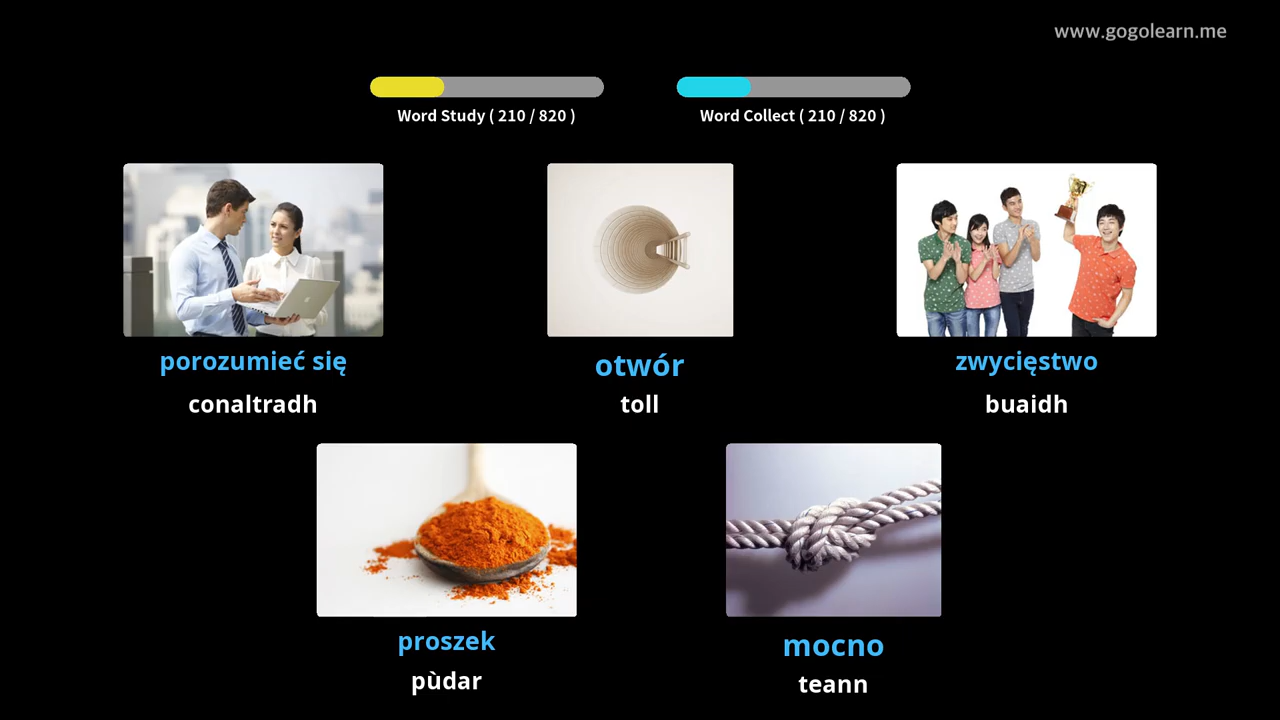 www.gogolearn.me
Word Study ( 210 / 820 )
Word Collect ( 210 / 820 )
porozumieć się
conaltradh
otwór
toll
zwycięstwo
buaidh
proszek
pùdar
mocno
teann